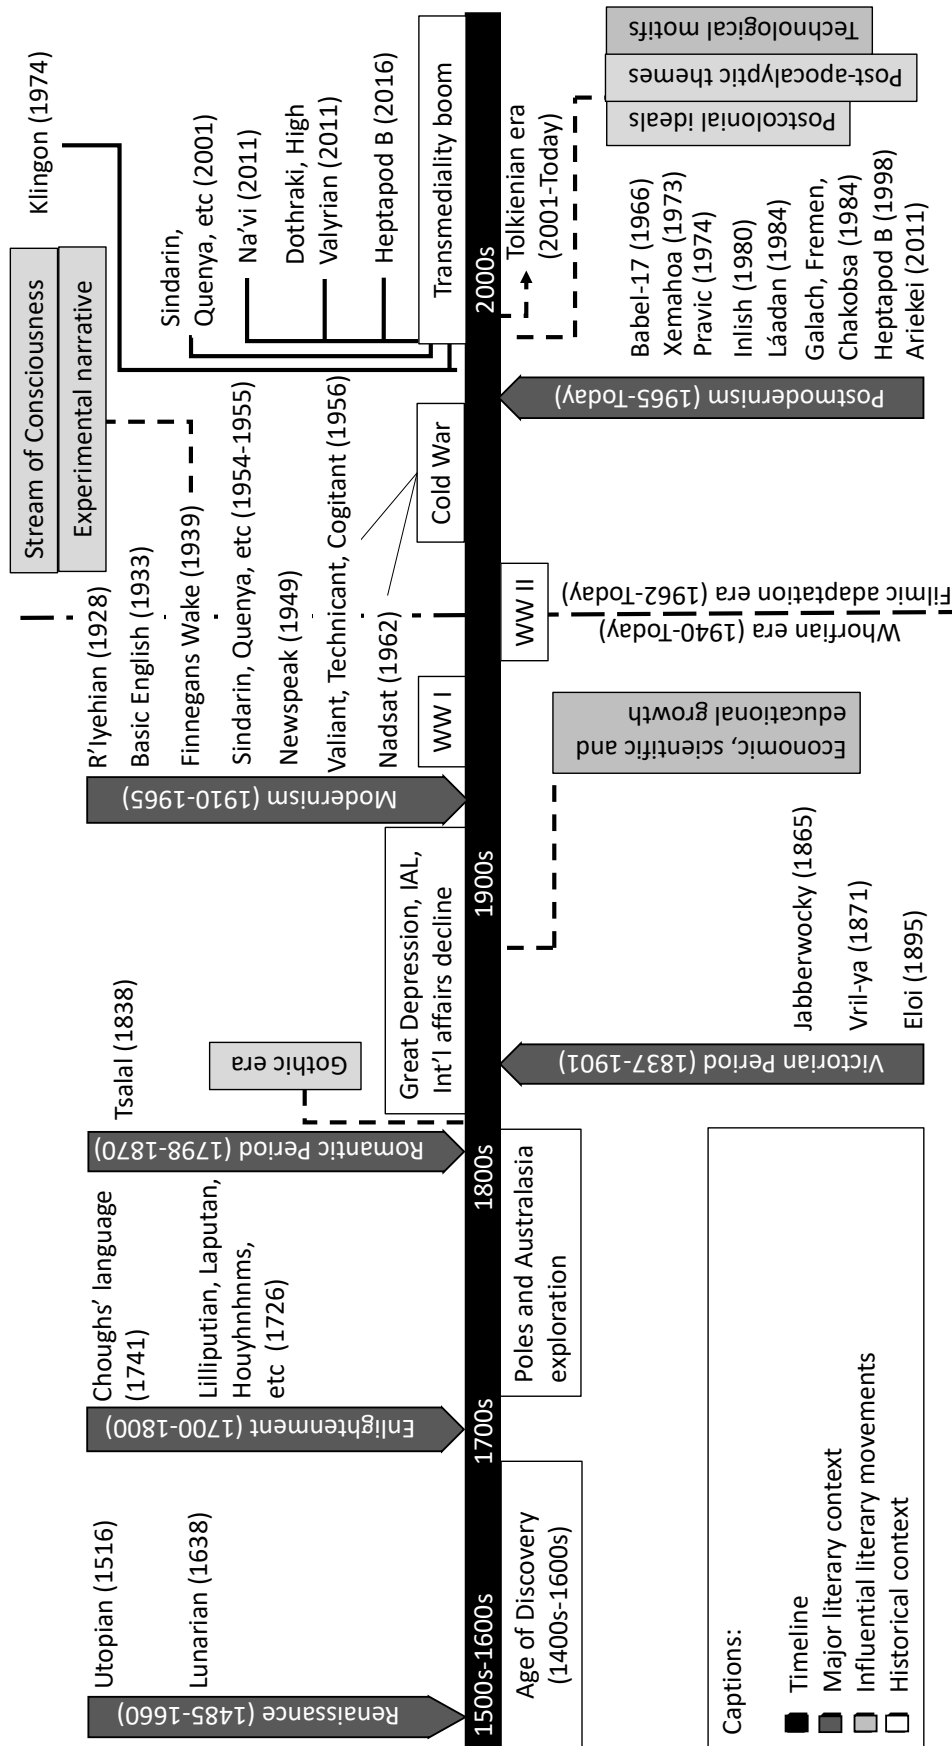 Utopian (1516)
Lunarian (1638)
Renaissance (1485-1660)
Choughs’ language
(1741)
Lilliputian, Laputan,
Houyhnhnms,
etc (1726)
Enlightenment (1700-1800)
Tsalal (1838)
Romantic Period (1798-1870)
Gothic era
Great Depression, IAL,
Int’l affairs decline
R’lyehian (1928)
Basic English (1933)
Finnegans Wake (1939)
Sindarin, Quenya, etc (1954-1955)
Newspeak (1949)
Valiant, Technicant, Cogitant (1956)
Nadsat (1962)
Modernism (1910-1965)
WW I
Stream of Consciousness
Experimental narrative
Cold War
Klingon (1974)
Sindarin,
Quenya, etc (2001)
Na’vi (2011)
Dothraki, High
Valyrian (2011)
Heptapod B (2016)
Transmediality boom
1500s-1600s
1700s
1800s
1900s
2000s
Age of Discovery
(1400s-1600s)
Poles and Australasia
exploration
Victorian Period (1837-1901)
Jabberwocky (1865)
Vril-ya (1871)
Eloi (1895)
Economic, scientific and
educational growth
WW II
Whorfian era (1940-Today)
Filmic adaptation era (1962-Today)
Postmodernism (1965-Today)
Tolkienian era
(2001-Today)
Babel-17 (1966)
Xemahoa (1973)
Pravic (1974)
Inlish (1980)
Láadan (1984)
Galach, Fremen,
Chakobsa (1984)
Heptapod B (1998)
Ariekei (2011)
Postcolonial ideals
Post-apocalyptic themes
Technological motifs
Captions:
Timeline
Major literary context
Influential literary movements
Historical context